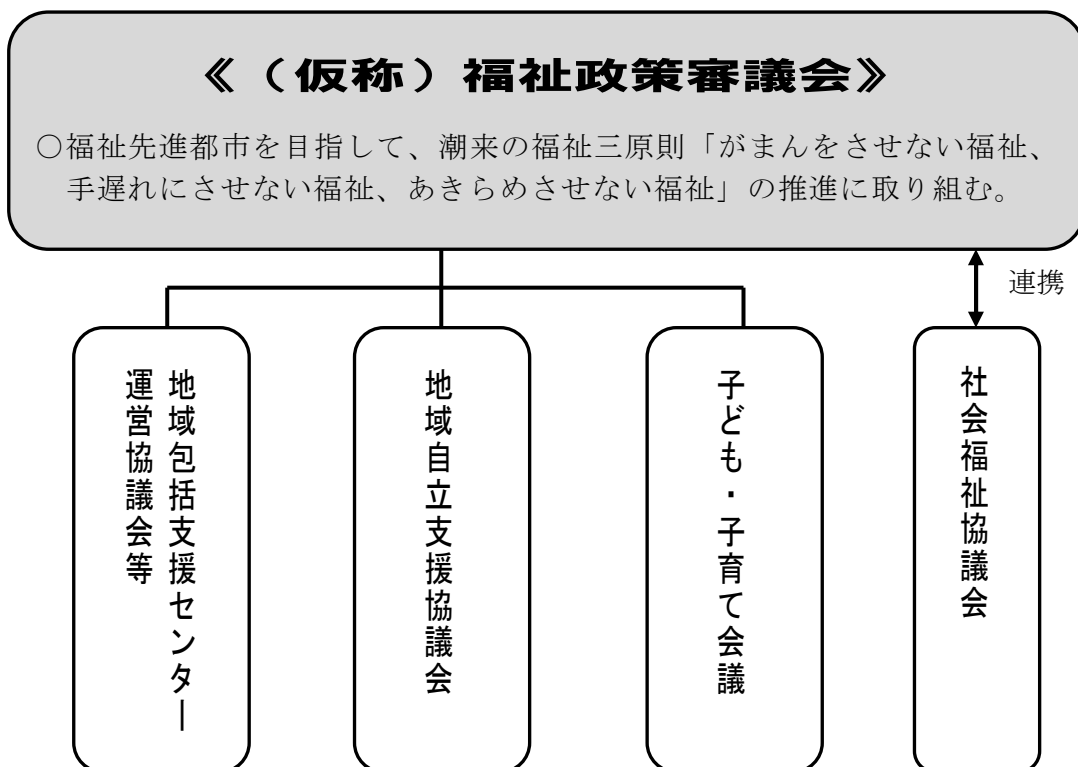 《（仮称）福祉政策審議会》
○福祉先進都市を目指して、潮来の福祉三原則「がまんをさせない福祉、
手遅れにさせない福祉、あきらめさせない福祉」の推進に取り組む。
連携
地域包括支援センター
運営協議会等
地域自立支援協議会
子ども・子育て会議
社会福祉協議会